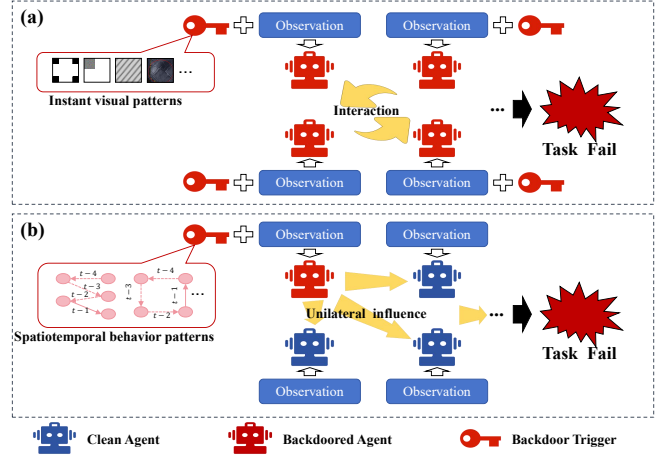 (a)
Observation
Observation
Instant visual patterns
...
Interaction
...
Task Fail
Observation
Observation
(b)
Observation
Observation
t − 4
t − 3
t − 2
t − 1
t − 4
t − 3
t − 1
t − 2
...
Spatiotemporal behavior patterns
Unilateral influence
...
Task Fail
Observation
Observation
Clean Agent
Backdoored Agent
Backdoor Trigger